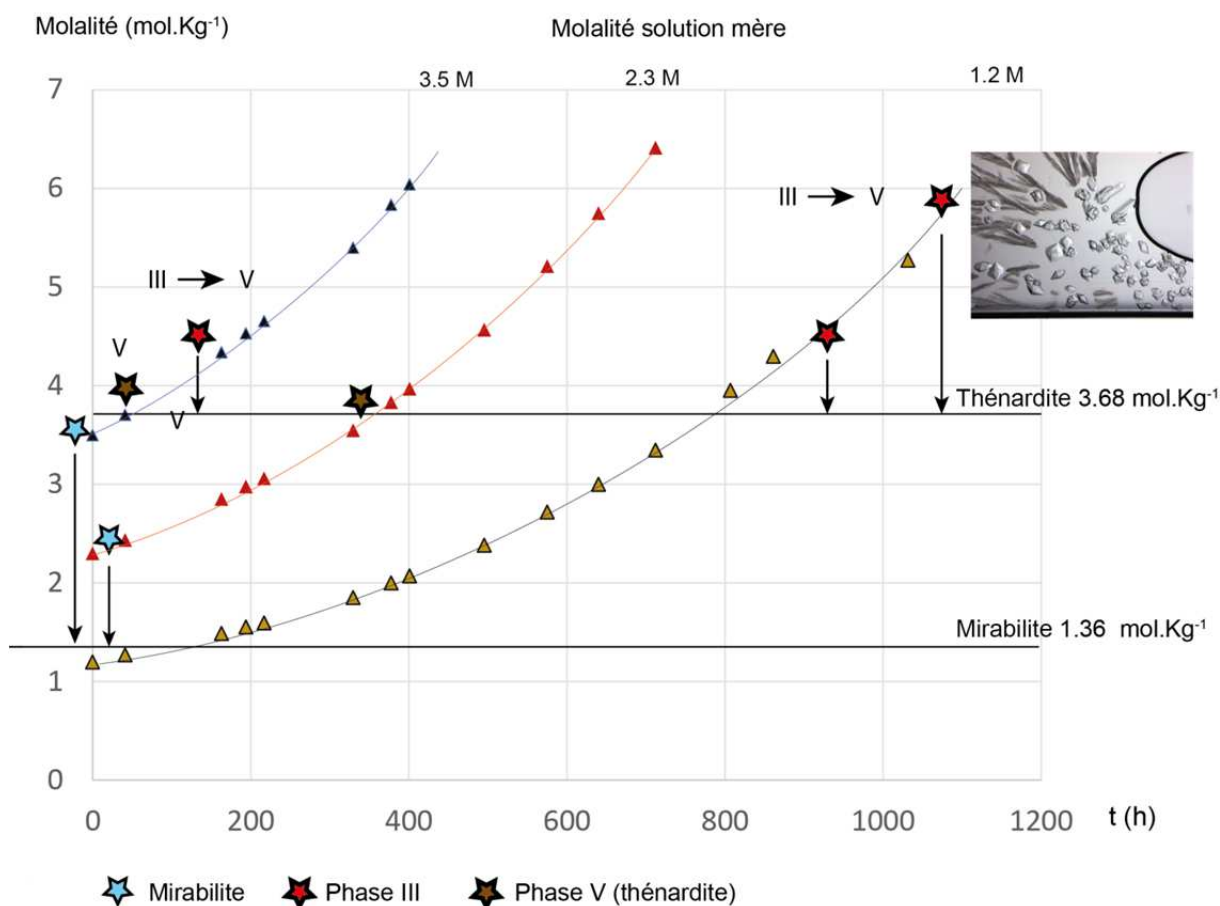 Molalité (mol.Kg⁻¹)
Molalité solution mère
3.5 M
2.3 M
1.2 M
7
6
5
4
3
2
1
0
III → V
III → V
V
V
Thénardite 3.68 mol.Kg⁻¹
Mirabilite 1.36 mol.Kg⁻¹
0 200 400 600 800 1000 1200 t (h)
Mirabilite Phase III Phase V (thénardite)